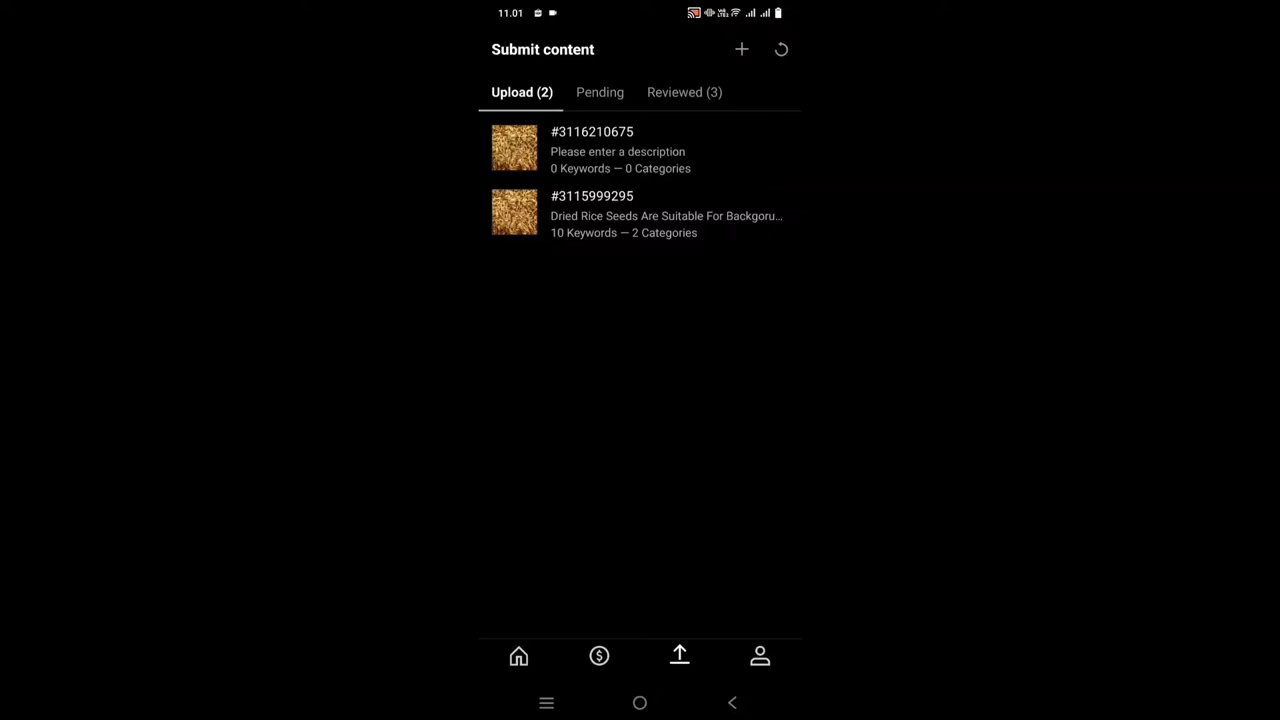 11.01
Submit content
Upload (2) Pending Reviewed (3)
#3116210675
Please enter a description
0 Keywords — 0 Categories
#3115999295
Dried Rice Seeds Are Suitable For Backgoru...
10 Keywords — 2 Categories